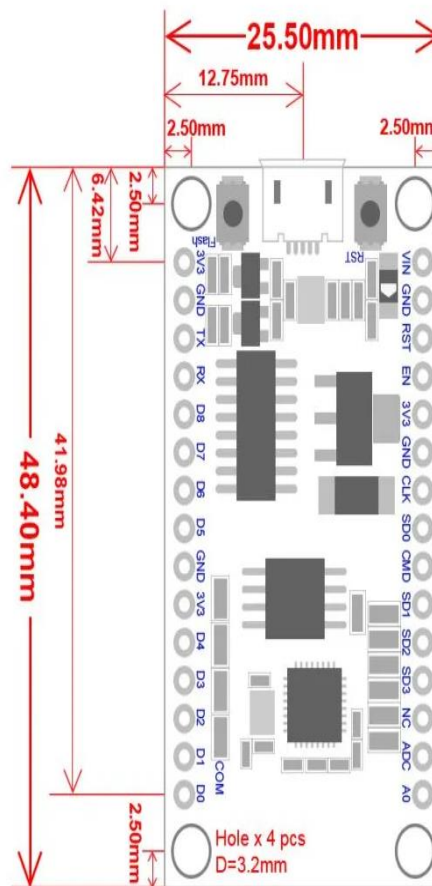 25.50mm
12.75mm
2.50mm
2.50mm
2.50mm
6.42mm
41.98mm
48.40mm
2.50mm
Flash
RST
3V3
GND
TX
RX
D8
D7
D6
D5
GND
3V3
D4
D3
D2
D1
D0
COM
VIN
GND
RST
EN
3V3
GND
CLK
SD0
CMD
SD1
SD2
SD3
NC
ADC
A0
Hole x 4 pcs
D=3.2mm